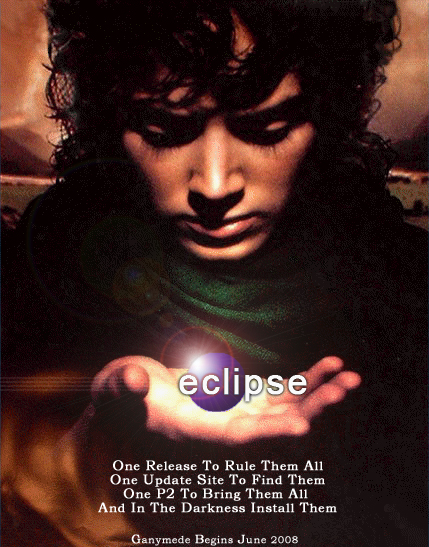 eclipse
One Release To Rule Them All
One Update Site To Find Them
One P2 To Bring Them All
And In The Darkness Install Them
Ganymede Begins June 2008